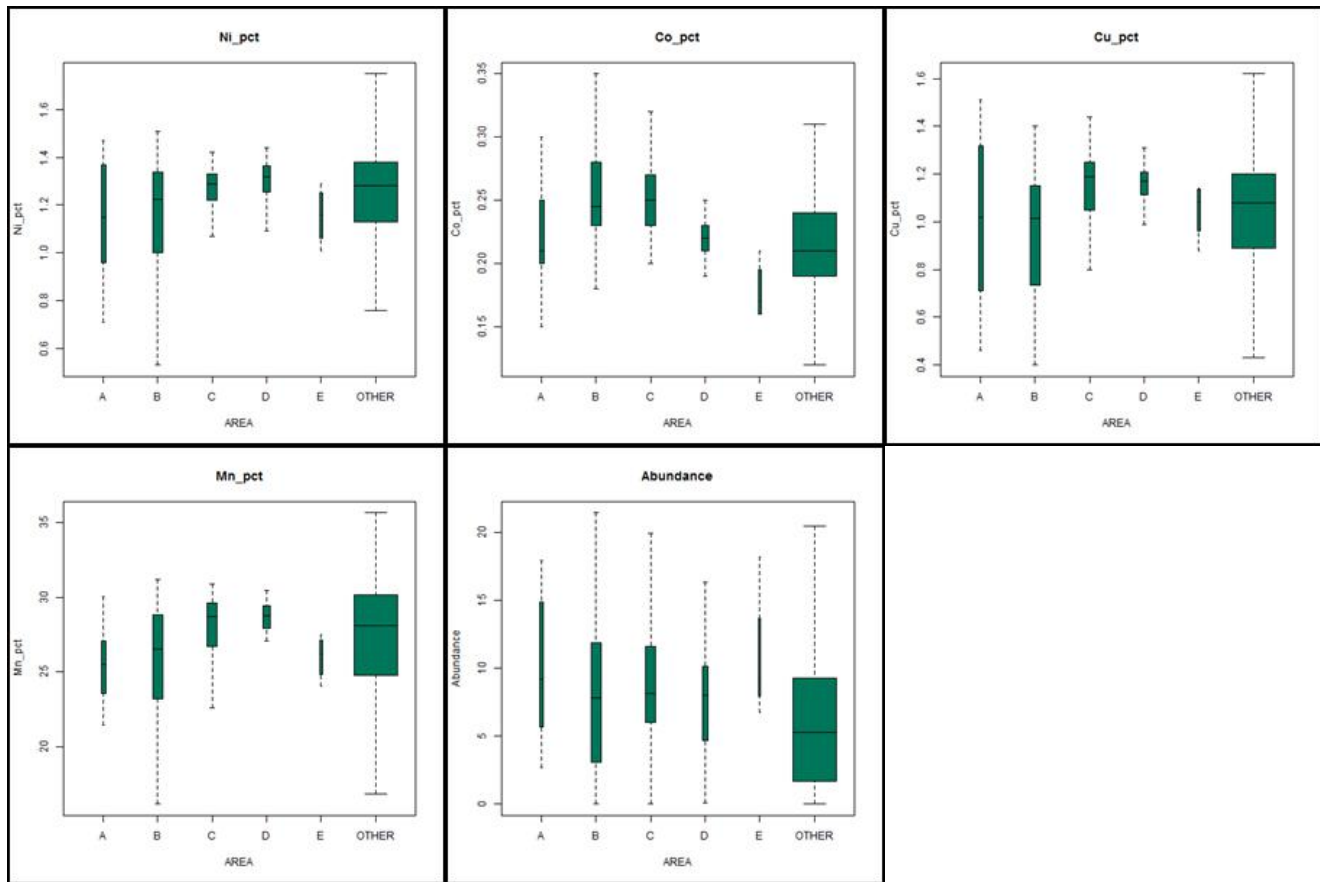 Ni_pct
Ni_pct
1.6
1.4
1.2
1.0
0.8
0.6
A B C D E OTHER
AREA
Co_pct
Co_pct
0.35
0.30
0.25
0.20
0.15
A B C D E OTHER
AREA
Cu_pct
Cu_pct
1.6
1.4
1.2
1.0
0.8
0.6
0.4
A B C D E OTHER
AREA
Mn_pct
Mn_pct
35
30
25
20
A B C D E OTHER
AREA
Abundance
Abundance
20
15
10
5
0
A B C D E OTHER
AREA